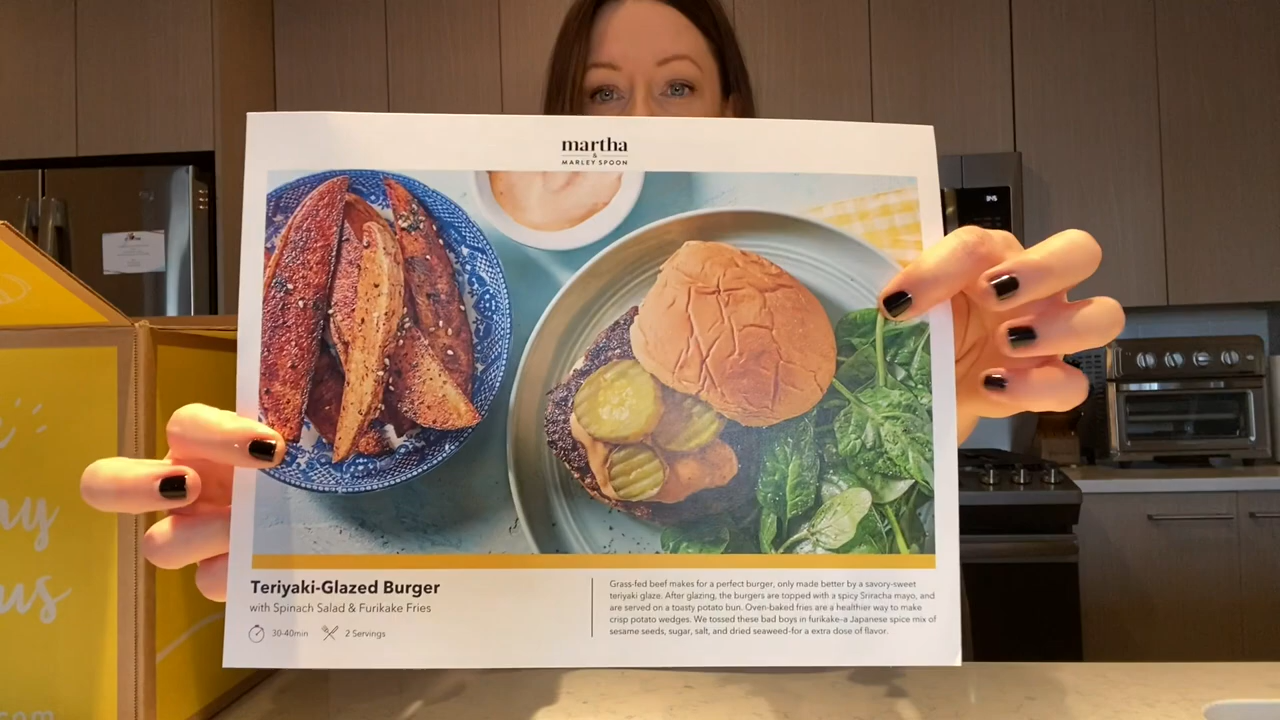 martha
&
MARLEY SPOON
Teriyaki-Glazed Burger
with Spinach Salad & Furikake Fries
30-40min 2 Servings
Grass-fed beef makes for a perfect burger, only made better by a savory-sweet
teriyaki glaze. After glazing, the burgers are topped with a spicy Sriracha mayo, and
are served on a toasty potato bun. Oven-baked fries are a healthier way to make
crisp potato wedges. We tossed these bad boys in furikake-a Japanese spice mix of
sesame seeds, sugar, salt, and dried seaweed-for a extra dose of flavor.